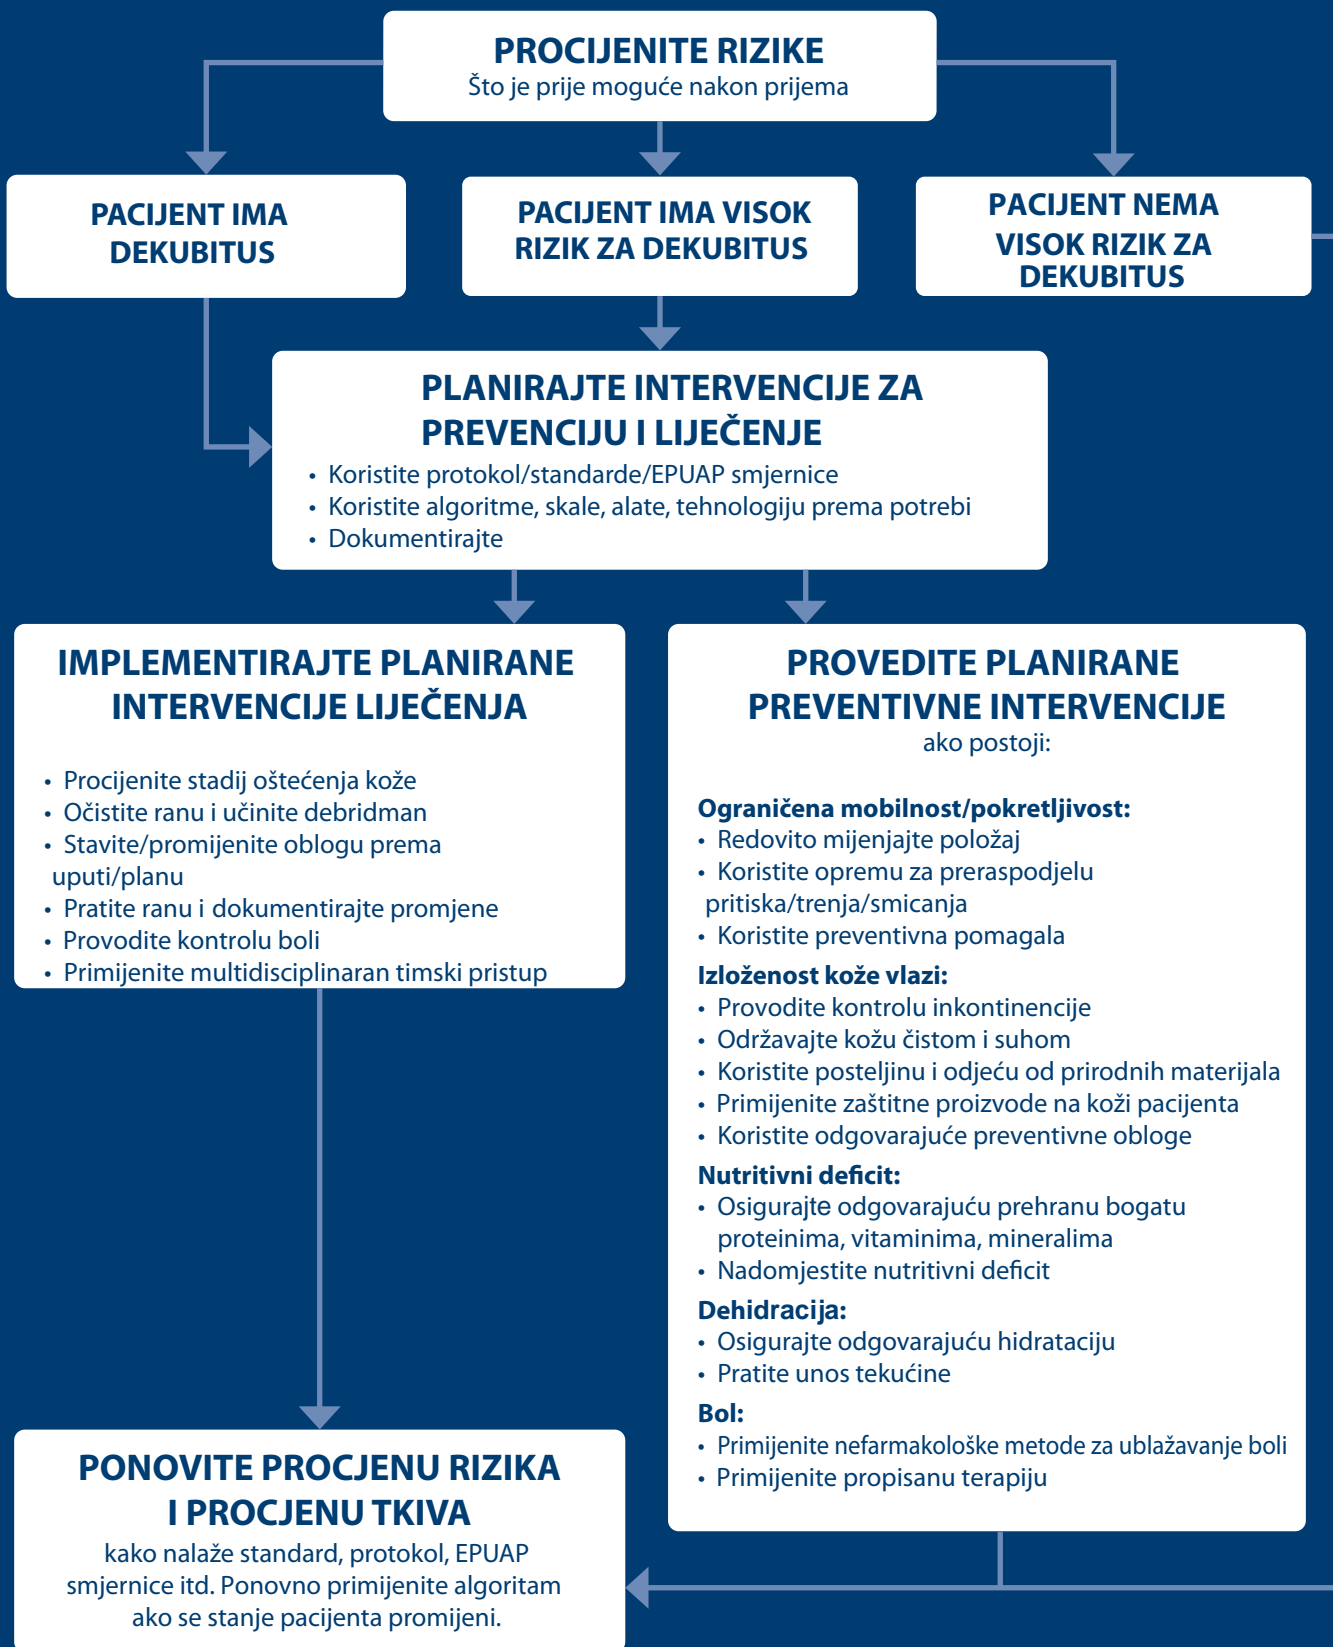 PROCIJENITE RIZIKE
Što je prije moguće nakon prijema
PACIJENT IMA
DEKUBITUS
PACIJENT IMA VISOK
RIZIK ZA DEKUBITUS
PACIJENT NEMA
VISOK RIZIK ZA
DEKUBITUS
PLANIRAJTE INTERVENCIJE ZA
PREVENCIJU I LIJEČENJE
• Koristite protokol/standarde/EPUAP smjernice
• Koristite algoritme, skale, alate, tehnologiju prema potrebi
• Dokumentirajte
IMPLEMENTIRAJTE PLANIRANE
INTERVENCIJE LIJEČENJA
• Procijenite stadij oštećenja kože
• Očistite ranu i učinite debridman
• Stavite/promijenite oblogu prema
uputi/planu
• Pratite ranu i dokumentirajte promjene
• Provodite kontrolu boli
• Primijenite multidisciplinaran timski pristup
PROVEDITE PLANIRANE
PREVENTIVNE INTERVENCIJE
ako postoji:
Ograničena mobilnost/pokretljivost:
• Redovito mijenjajte položaj
• Koristite opremu za preraspodjelu
pritiska/trenja/smicanja
• Koristite preventivna pomagala
Izloženost kože vlazi:
• Provodite kontrolu inkontinencije
• Održavajte kožu čistom i suhom
• Koristite posteljinu i odjeću od prirodnih materijala
• Primijenite zaštitne proizvode na koži pacijenta
• Koristite odgovarajuće preventivne obloge
Nutritivni deficit:
• Osigurajte odgovarajuću prehranu bogatu
proteinima, vitaminima, mineralima
• Nadomjestite nutritivni deficit
Dehidracija:
• Osigurajte odgovarajuću hidrataciju
• Pratite unos tekućine
Bol:
• Primijenite nefarmakološke metode za ublažavanje boli
• Primijenite propisanu terapiju
PONOVITE PROCJENU RIZIKA
I PROCJENU TKIVA
kako nalaže standard, protokol, EPUAP
smjernice itd. Ponovno primijenite algoritam
ako se stanje pacijenta promijeni.